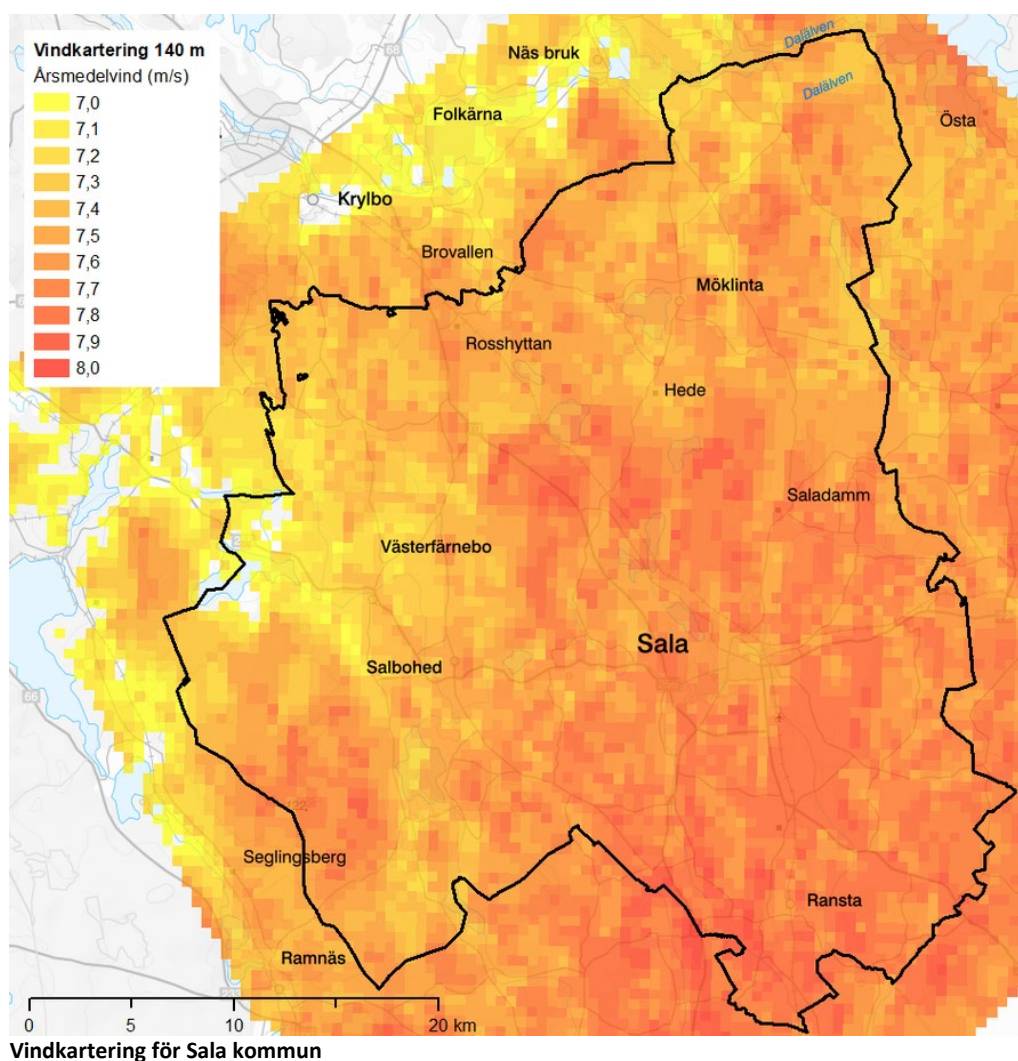 Vindkartering 140 m
Årsmedelvind (m/s)
7,0
7,1
7,2
7,3
7,4
7,5
7,6
7,7
7,8
7,9
8,0
68
Näs bruk
Dalälven
Dalälven
Folkärna
Östa
Krylbo
Brovallen
Möklinta
Rosshyttan
Hede
Saladamm
Västerfärnebo
Sala
Salbohed
66
Seglingsberg
Ransta
Ramnäs
0
5
10
20 km
Vindkartering för Sala kommun